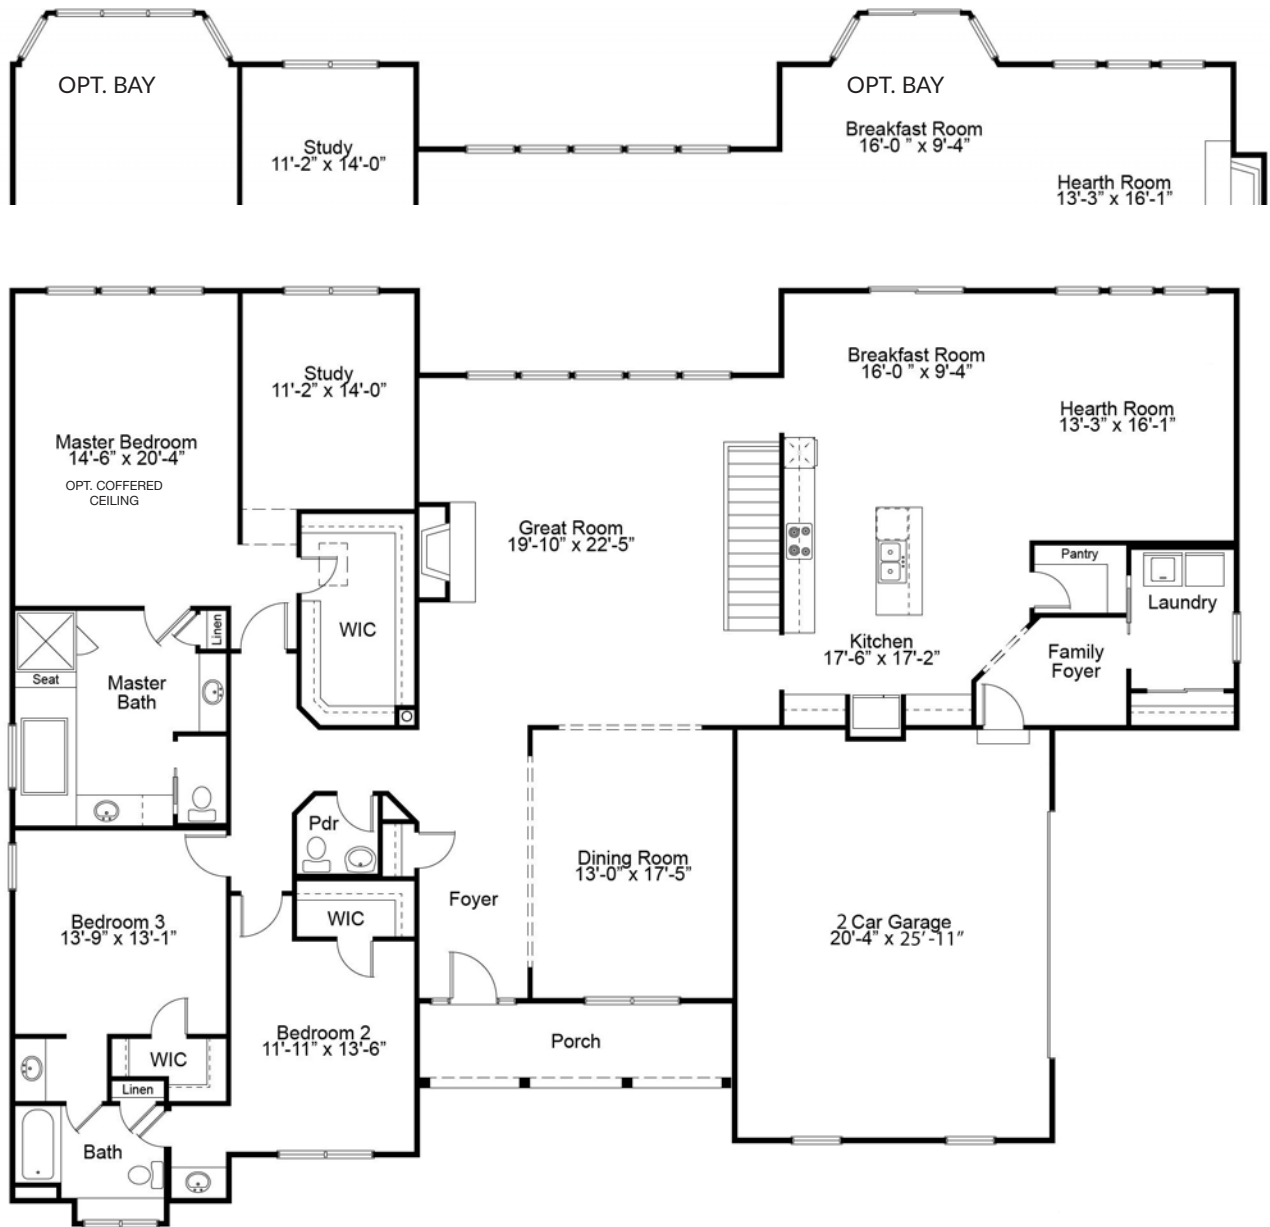 OPT. BAY
OPT. BAY
Breakfast Room
16'-0 " x 9'-4”
Study
11'-2” x 14'-0”
Hearth Room
13'-3” x 16'-1”
Breakfast Room
16'-0 ” x 9'-4”
Study
11'-2” x 14'-0”
Hearth Room
13'-3” x 16'-1”
Master Bedroom
14'-6” x 20'-4”
OPT. COFFERED
CEILING
Great Room
19'-10” x 22'-5”
Pantry
Laundry
Linen
WIC
Kitchen
17'-6” x 17'-2”
Family
Foyer
Seat
Master
Bath
Pdr
Dining Room
13'-0” x 17'-5”
Foyer
WIC
Bedroom 3
13'-9” x 13'-1”
2 Car Garage
20'-4” x 25'-11”
Bedroom 2
11'-11” x 13'-6”
Porch
WIC
Linen
Bath